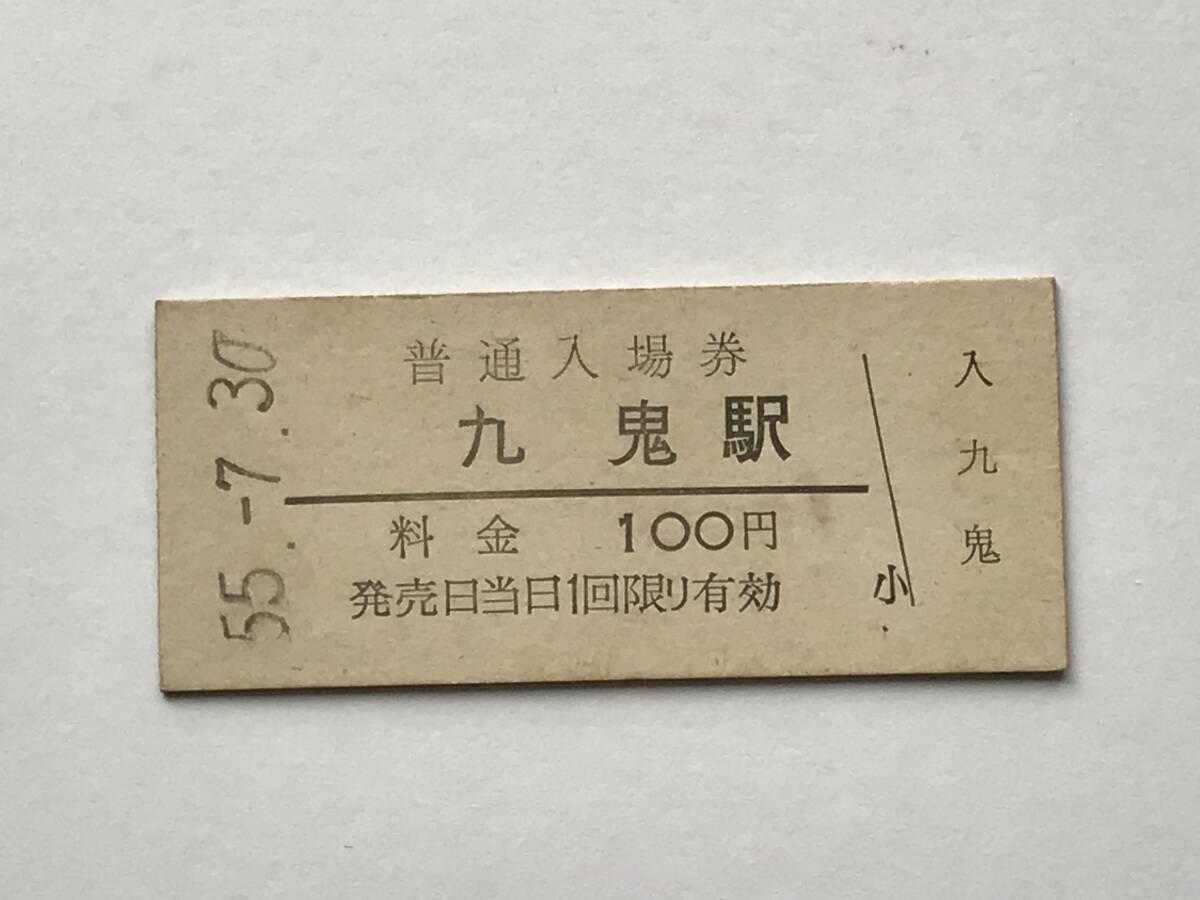 55.-7.30
普通入場券
九鬼駅
料金 100円
発売日当日1回限り有効
小
入九鬼